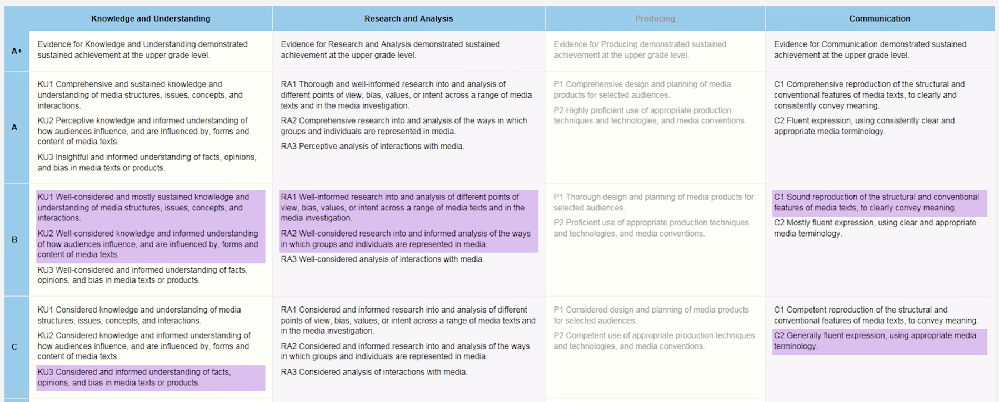 Knowledge and Understanding
Research and Analysis
Producing
Communication
A+
Evidence for Knowledge and Understanding demonstrated
sustained achievement at the upper grade level.
Evidence for Research and Analysis demonstrated sustained
achievement at the upper grade level.
Evidence for Producing demonstrated sustained
achievement at the upper grade level.
Evidence for Communication demonstrated sustained
achievement at the upper grade level.
A
KU1 Comprehensive and sustained knowledge and
understanding of media structures, issues, concepts, and
interactions.
KU2 Perceptive knowledge and informed understanding of
how audiences influence, and are influenced by, forms and
content of media texts.
KU3 Insightful and informed understanding of facts, opinions,
and bias in media texts or products.
RA1 Thorough and well-informed research into and analysis of
different points of view, bias, values, or intent across a range of media
texts and in the media investigation.
RA2 Comprehensive research into and analysis of the ways in which
groups and individuals are represented in media.
RA3 Perceptive analysis of interactions with media.
P1 Comprehensive design and planning of media
products for selected audiences.
P2 Highly proficient use of appropriate production
techniques and technologies, and media conventions.
C1 Comprehensive reproduction of the structural and
conventional features of media texts, to clearly and
consistently convey meaning.
C2 Fluent expression, using consistently clear and
appropriate media terminology.
B
KU1 Well-considered and mostly sustained knowledge and
understanding of media structures, issues, concepts, and
interactions.
KU2 Well-considered knowledge and informed understanding
of how audiences influence, and are influenced by, forms and
content of media texts.
KU3 Well-considered and informed understanding of facts,
opinions, and bias in media texts or products.
RA1 Well-informed research into and analysis of different points of
view, bias, values, or intent across a range of media texts and in the
media investigation.
RA2 Well-considered research into and informed analysis of the ways
in which groups and individuals are represented in media.
RA3 Well-considered analysis of interactions with media.
P1 Thorough design and planning of media products for
selected audiences.
P2 Proficient use of appropriate production techniques
and technologies, and media conventions.
C1 Sound reproduction of the structural and conventional
features of media texts, to clearly convey meaning.
C2 Mostly fluent expression, using clear and appropriate
media terminology.
C
KU1 Considered knowledge and understanding of media
structures, issues, concepts, and interactions.
KU2 Considered knowledge and informed understanding of
how audiences influence, and are influenced by, forms and
content of media texts.
KU3 Considered and informed understanding of facts,
opinions, and bias in media texts or products.
RA1 Considered and informed research into and analysis of different
points of view, bias, values, or intent across a range of media texts and
in the media investigation.
RA2 Considered and informed research into and analysis of the ways
in which groups and individuals are represented in media.
RA3 Considered analysis of interactions with media.
P1 Considered design and planning of media products
for selected audiences.
P2 Competent use of appropriate production techniques
and technologies, and media conventions.
C1 Competent reproduction of the structural and
conventional features of media texts, to convey meaning.
C2 Generally fluent expression, using appropriate media
terminology.